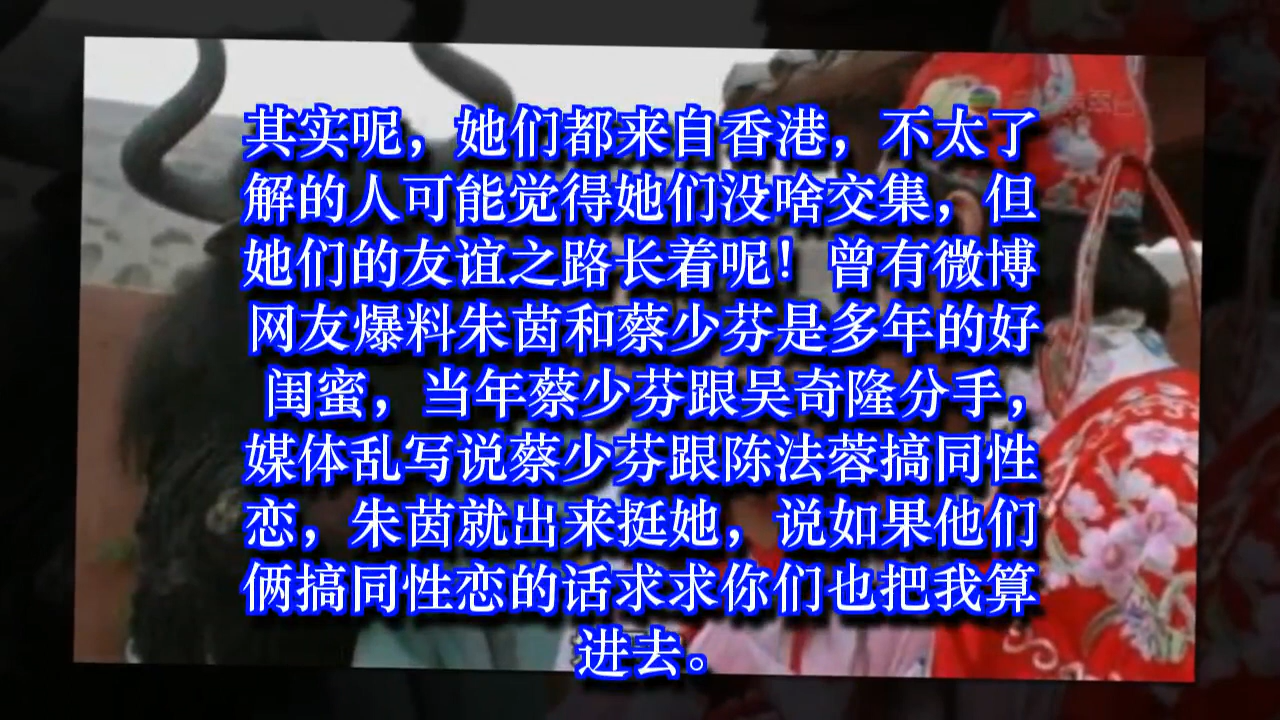 其实呢，她们都来自香港，不太了
解的人可能觉得她们没啥交集，但
她们的友谊之路长着呢！曾有微博
网友爆料朱茵和蔡少芬是多年的好
闺蜜，当年蔡少芬跟吴奇隆分手，
媒体乱写说蔡少芬跟陈法蓉搞同性
恋，朱茵就出来挺她，说如果他们
俩搞同性恋的话求求你们也把我算
进去。